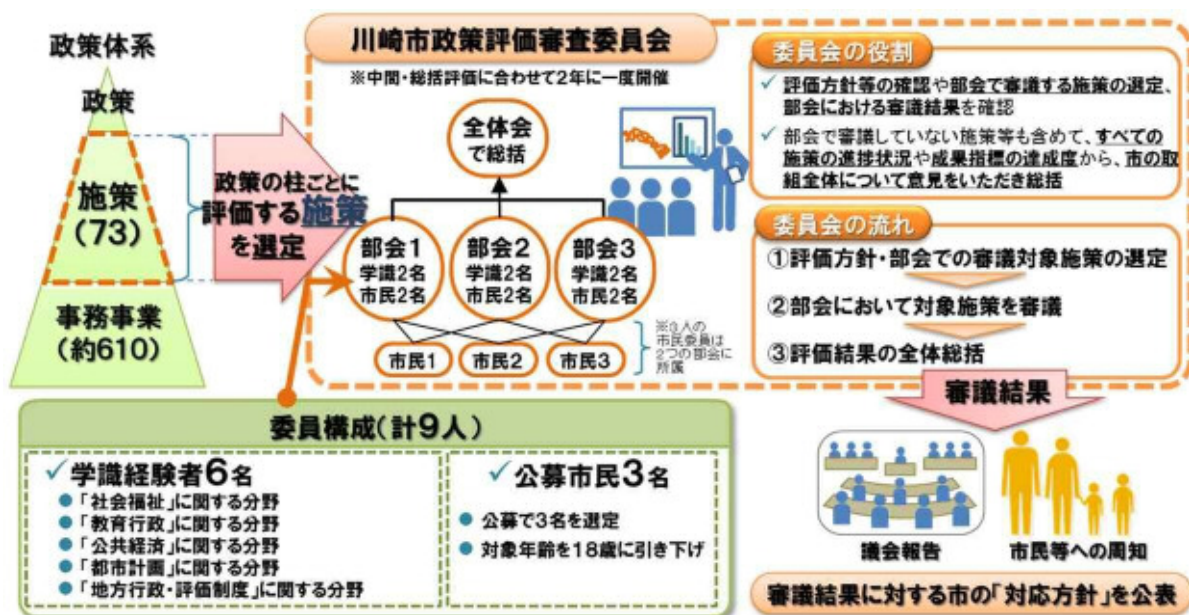 政策体系
政策
施策
(73)
事務事業
(約610)
政策の柱ごとに
評価する施策
を選定
川崎市政策評価審査委員会
※中間・総括評価に合わせて2年に一度開催
全体会
で総括
部会1
学識2名
市民2名
部会2
学識2名
市民2名
部会3
学識2名
市民2名
市民1
市民2
市民3
※3人の
市民委員は
2つの部会に
所属
委員会の役割
✓ 評価方針等の確認や部会で審議する施策の選定、
部会における審議結果を確認
✓ 部会で審議していない施策等も含めて、すべての
施策の進捗状況や成果指標の達成度から、市の取
組全体について意見をいただき総括
委員会の流れ
①評価方針・部会での審議対象施策の選定
②部会において対象施策を審議
③評価結果の全体総括
審議結果
委員構成(計9人)
✓学識経験者6名
●「社会福祉」に関する分野
●「教育行政」に関する分野
●「公共経済」に関する分野
●「都市計画」に関する分野
●「地方行政・評価制度」に関する分野
✓公募市民3名
● 公募で3名を選定
● 対象年齢を18歳に引き下げ
議会報告
市民等への周知
審議結果に対する市の「対応方針」を公表